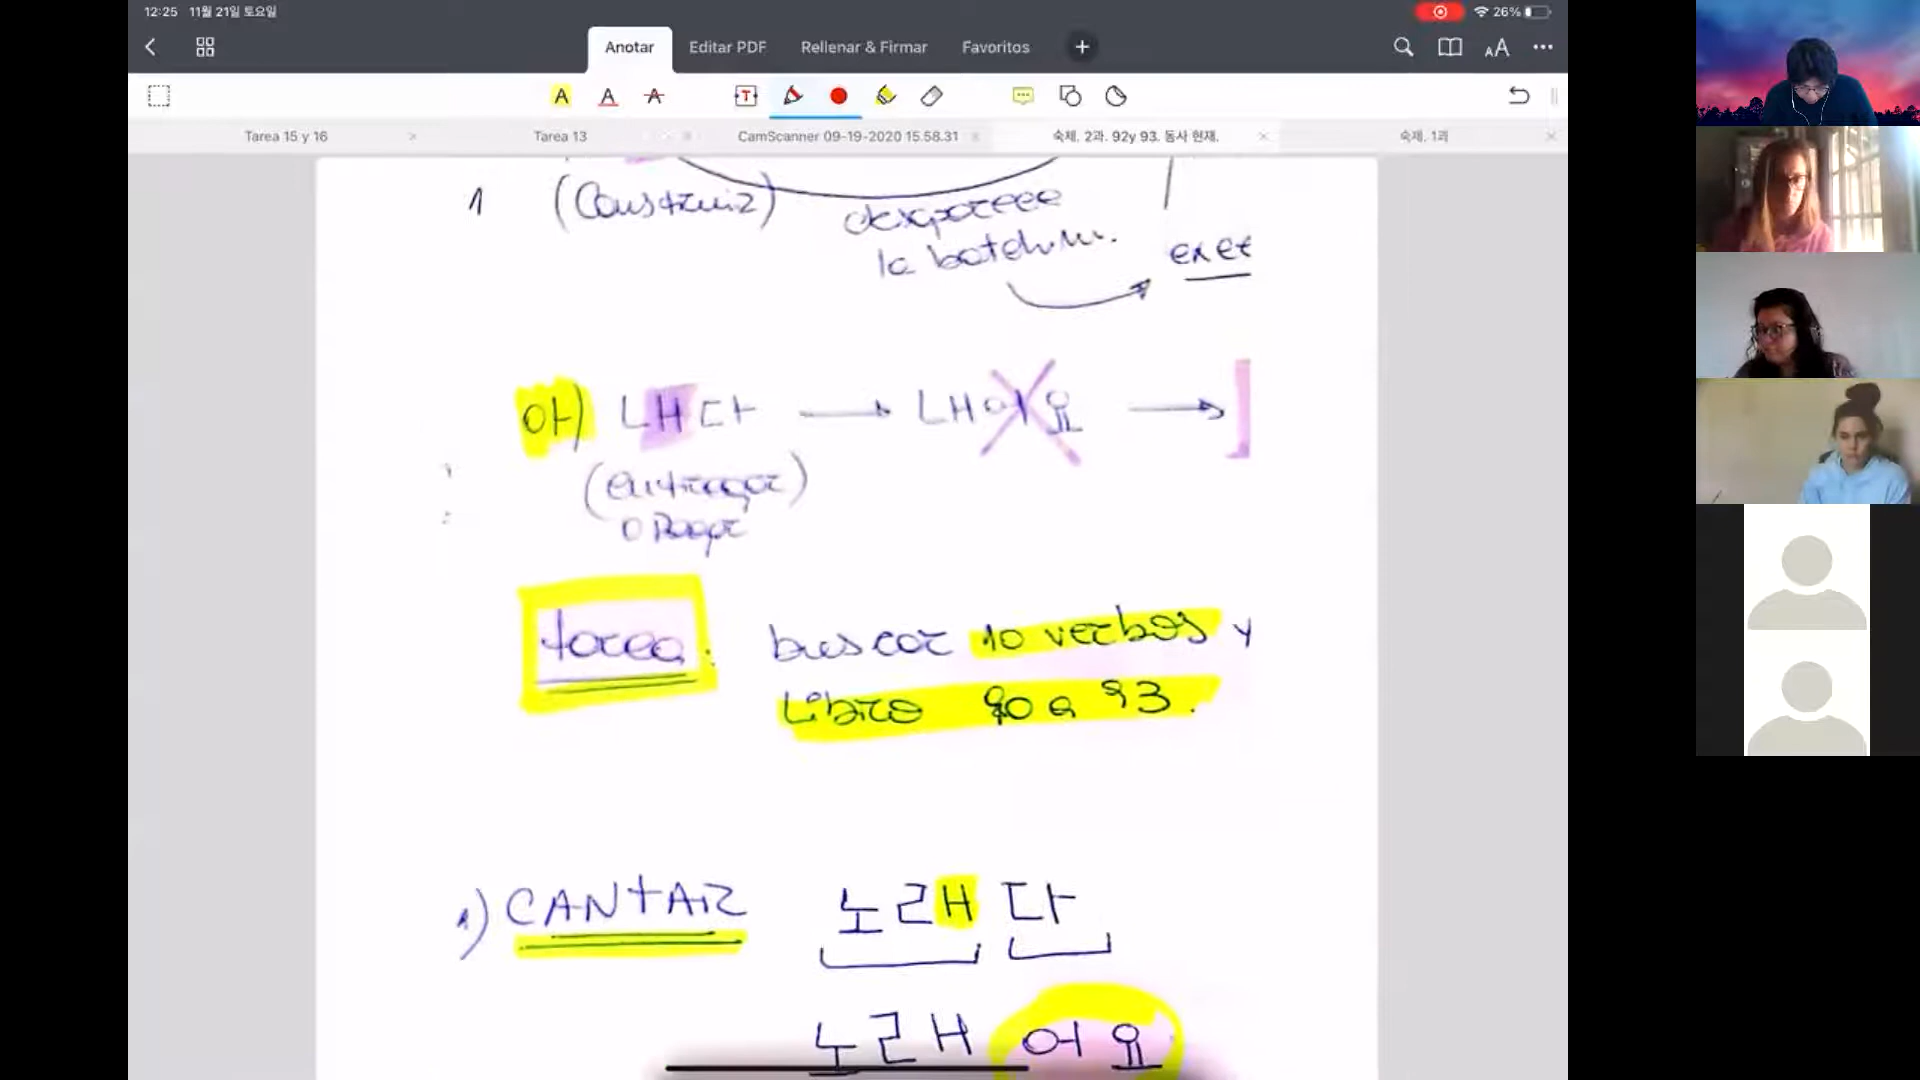 12:25 11월 21일 토요일
26%
Anotar Editar PDF Rellenar & Firmar Favoritos
Tarea 15 y 16
Tarea 13
CamScanner 09-19-2020 15.58.31
숙제. 2과. 92y 93. 동사 현재.
숙제. 1과
1 (Construir)
la batchim.
아) 내다 → 내어요 →
(entregar)
o Pagar
tarea: buscar 10 verbos y
Libro 90 a 93.
1) CANTAR 노래다
노래 어요